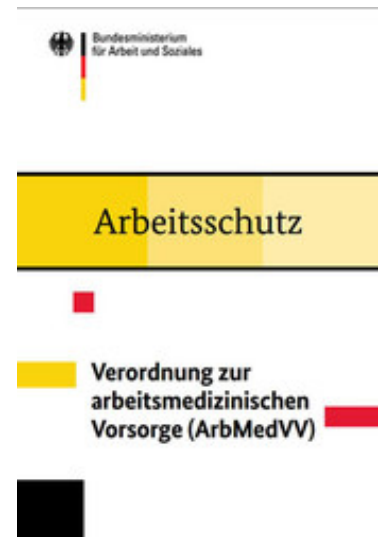 Bundesministerium
für Arbeit und Soziales
Arbeitsschutz
Verordnung zur
arbeitsmedizinischen
Vorsorge (ArbMedVV)